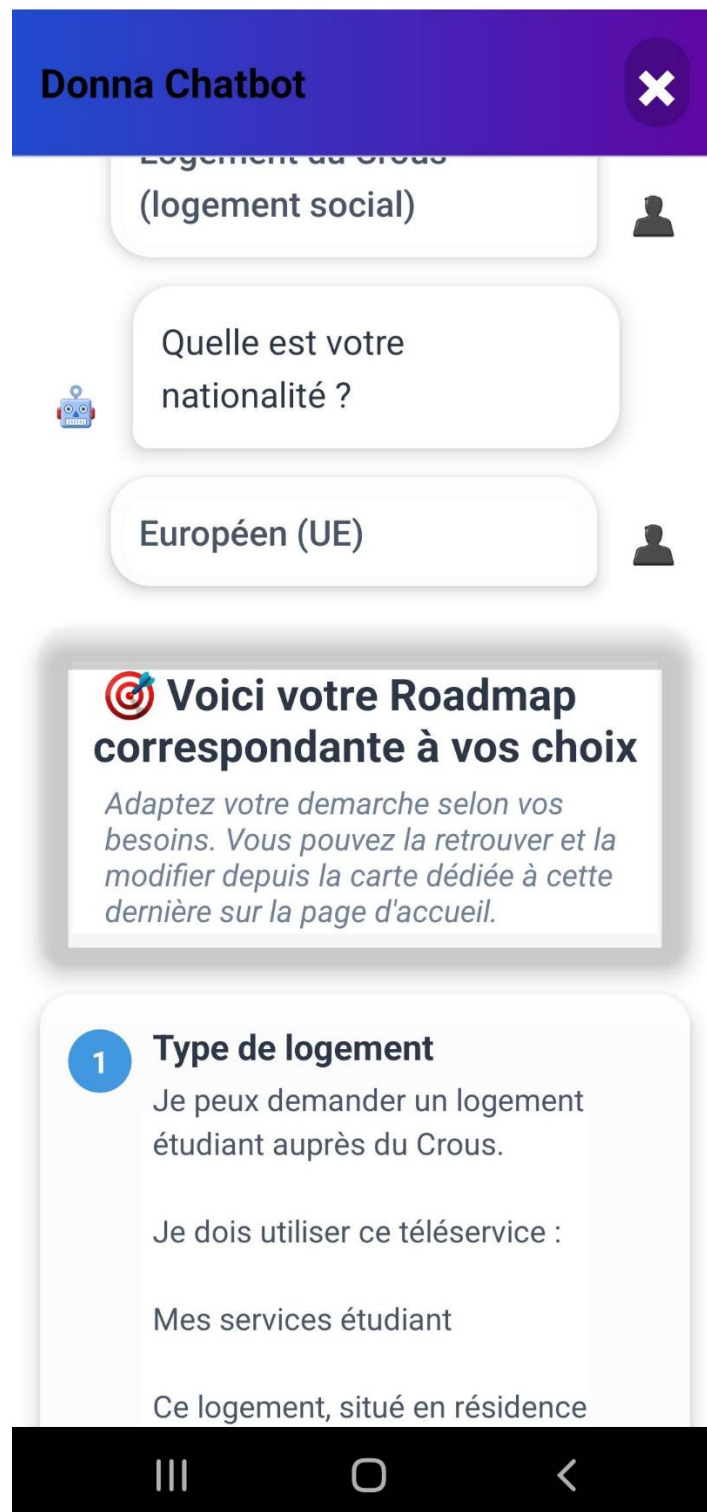 Donna Chatbot
Logement du Crous
(logement social)
Quelle est votre
nationalité ?
Européen (UE)
Voici votre Roadmap
correspondante à vos choix
Adaptez votre demarche selon vos
besoins. Vous pouvez la retrouver et la
modifier depuis la carte dédiée à cette
dernière sur la page d'accueil.
1
Type de logement
Je peux demander un logement
étudiant auprès du Crous.
Je dois utiliser ce téléservice :
Mes services étudiant
Ce logement, situé en résidence